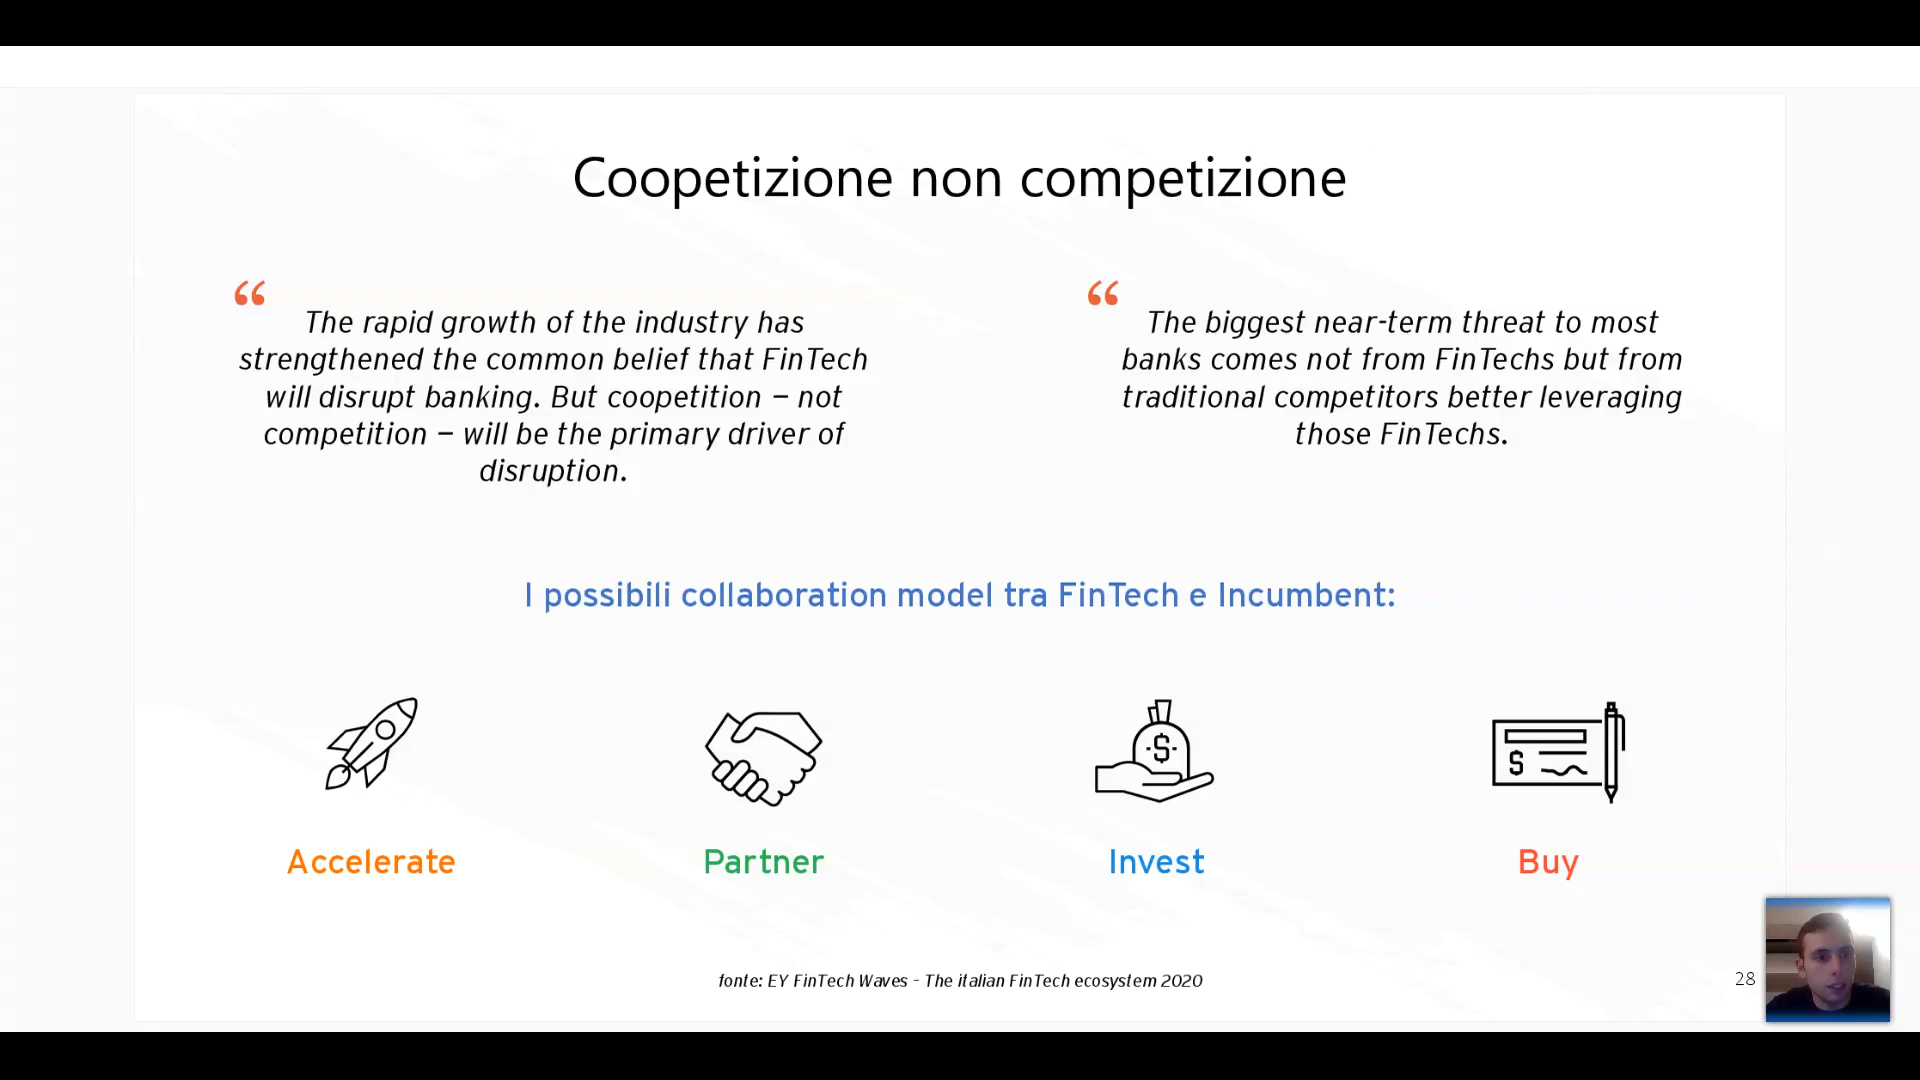 Coopetizione non competizione
“
The rapid growth of the industry has
strengthened the common belief that FinTech
will disrupt banking. But coopetition – not
competition – will be the primary driver of
disruption.
“
The biggest near-term threat to most
banks comes not from FinTechs but from
traditional competitors better leveraging
those FinTechs.
I possibili collaboration model tra FinTech e Incumbent:
$
$
Accelerate
Partner
Invest
Buy
fonte: EY FinTech Waves - The italian FinTech ecosystem 2020
28